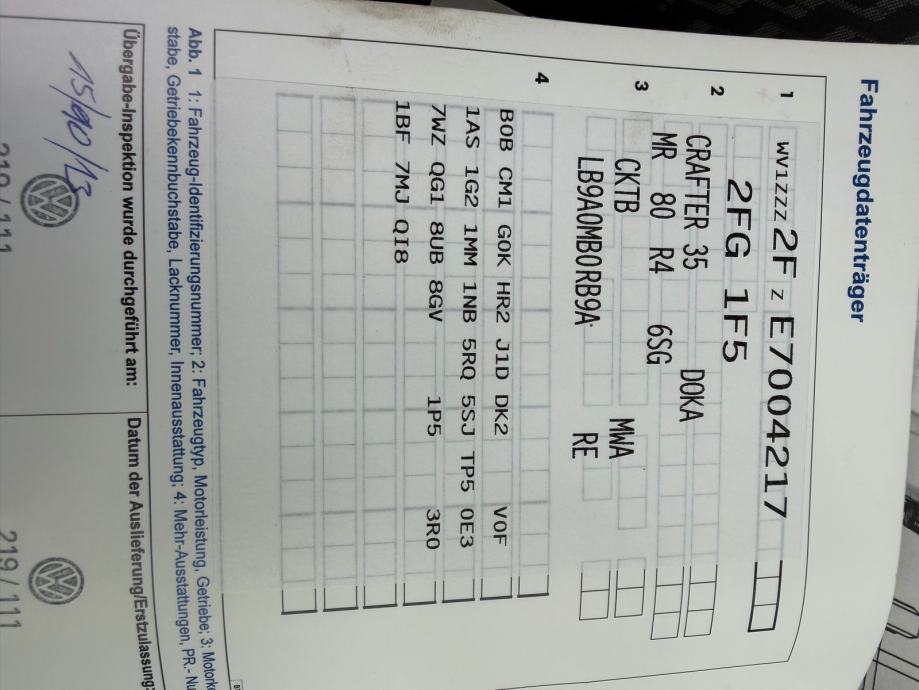 Fahrzeugdatenträger
1 WV1ZZZ2FZE7004217
2FG 1F5
2 CRAFTER 35 DOKA
MR 80 R4 6SG
3 CKTB MWA
LB9A0MB0RB9A RE
4
B0B CM1 G0K HR2 J1D DK2 V0F
1AS 1G2 1MM 1NB 5RQ 5SJ TP5 0E3
7WZ QG1 8UB 8GV 1P5 3R0
1BF 7MJ QI8
Abb. 1 1: Fahrzeug-Identifizierungsnummer; 2: Fahrzeugtyp, Motorleistung, Getriebe; 3: Motorke
stabe, Getriebekennbuchstabe, Lacknummer, Innenausstattung; 4: Mehr-Ausstattungen, PR.- Nu
Übergabe-Inspektion wurde durchgeführt am:
Datum der Auslieferung/Erstzulassung:
219/111
219/111